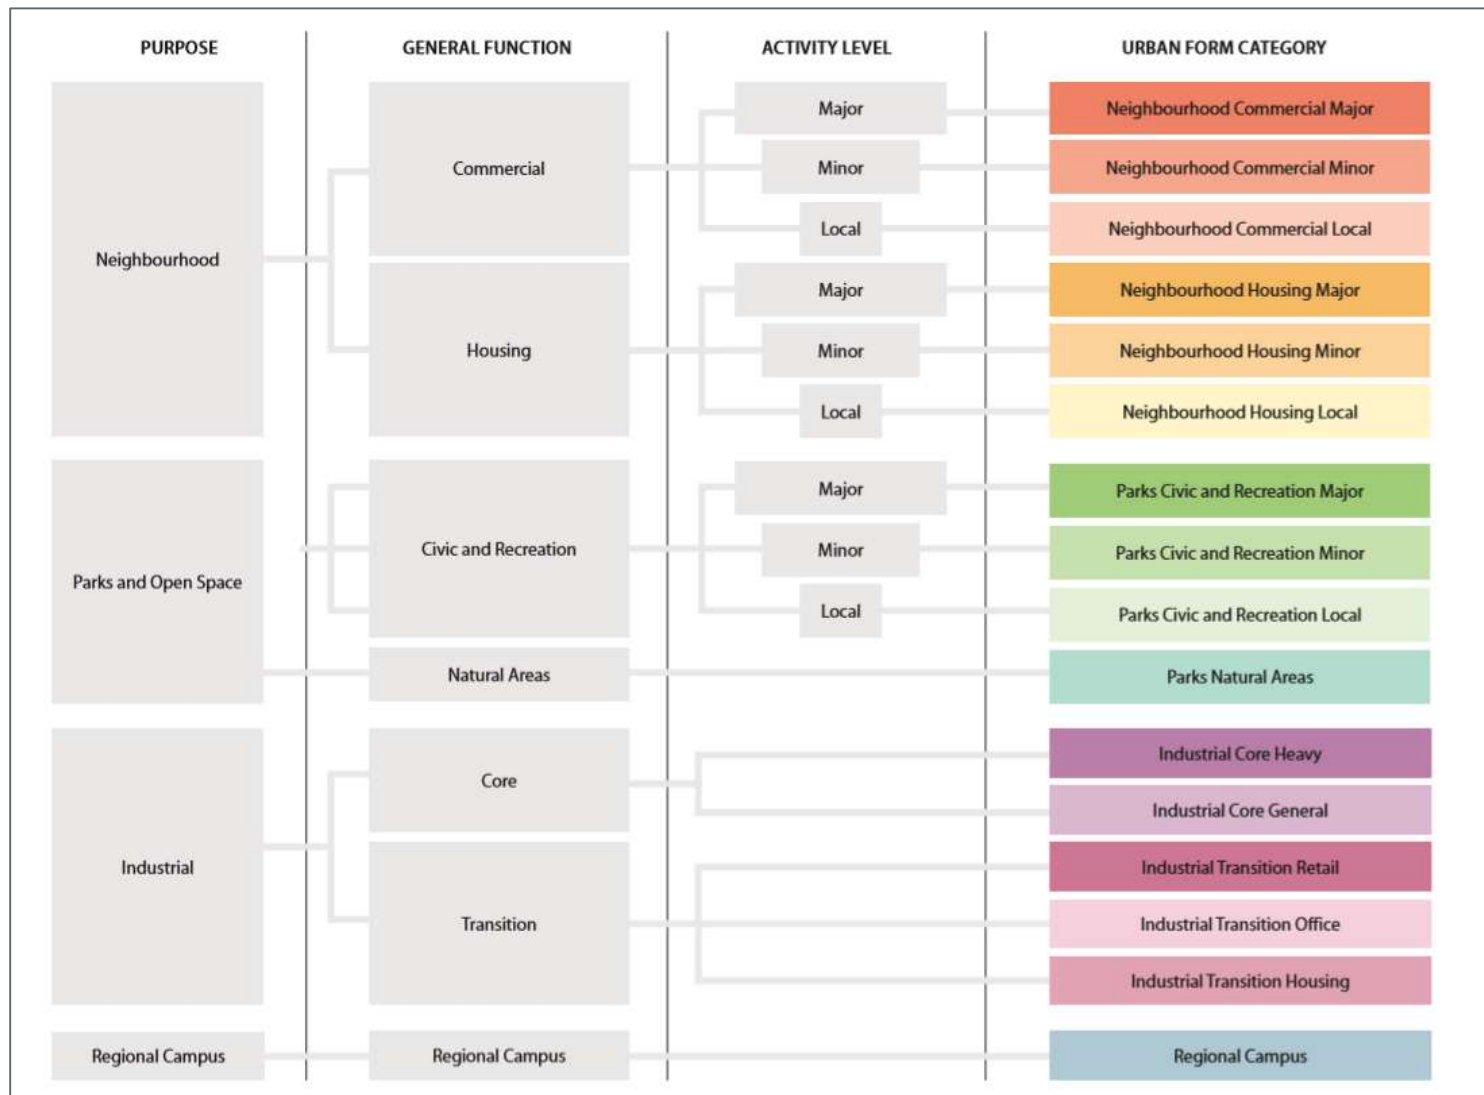 PURPOSE
GENERAL FUNCTION
ACTIVITY LEVEL
URBAN FORM CATEGORY
Neighbourhood
Commercial
Major
Neighbourhood Commercial Major
Minor
Neighbourhood Commercial Minor
Local
Neighbourhood Commercial Local
Housing
Major
Neighbourhood Housing Major
Minor
Neighbourhood Housing Minor
Local
Neighbourhood Housing Local
Parks and Open Space
Civic and Recreation
Major
Parks Civic and Recreation Major
Minor
Parks Civic and Recreation Minor
Local
Parks Civic and Recreation Local
Natural Areas
Parks Natural Areas
Industrial
Core
Industrial Core Heavy
Industrial Core General
Transition
Industrial Transition Retail
Industrial Transition Office
Industrial Transition Housing
Regional Campus
Regional Campus
Regional Campus